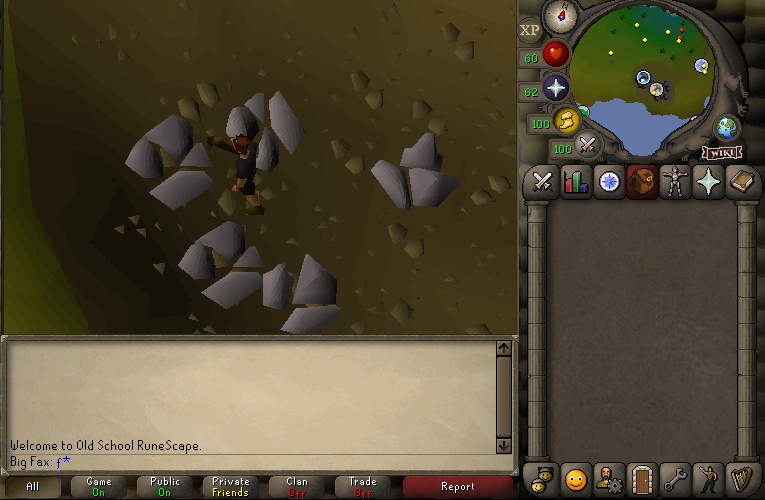 XP
60
62
100
100
WIKI
Welcome to Old School RuneScape.
Big Fax: f*
All
Game
On
Public
On
Private
Friends
Clan
Off
Trade
Off
Report